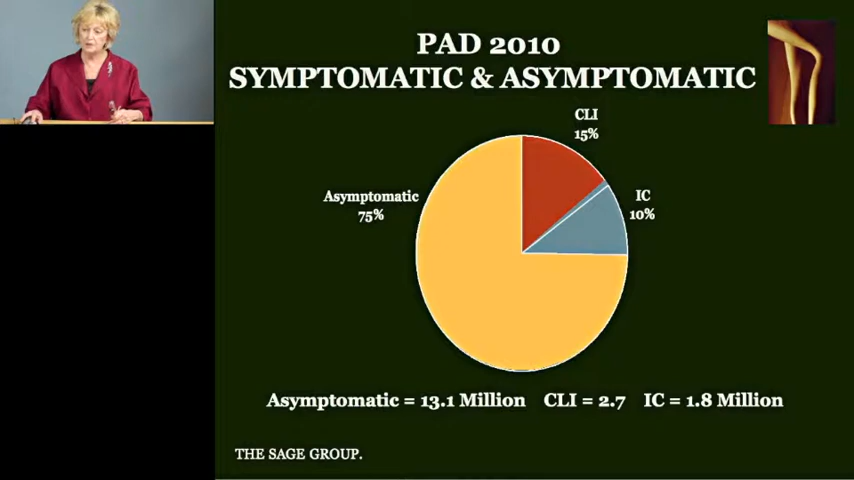 PAD 2010
SYMPTOMATIC & ASYMPTOMATIC
CLI
15%
Asymptomatic
75%
IC
10%
Asymptomatic = 13.1 Million CLI = 2.7 IC = 1.8 Million
THE SAGE GROUP.